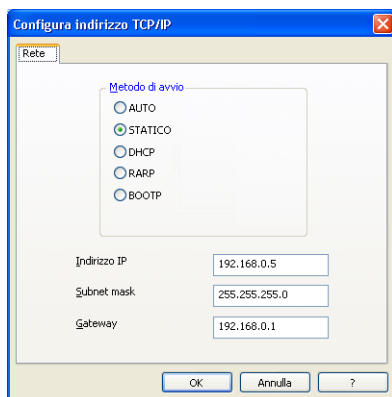 Configura indirizzo TCP/IP
Rete
Metodo di avvio
AUTO
STATICO
DHCP
RARP
BOOTP
Indirizzo IP 192.168.0.5
Subnet mask 255.255.255.0
Gateway 192.168.0.1
OK Annulla ?